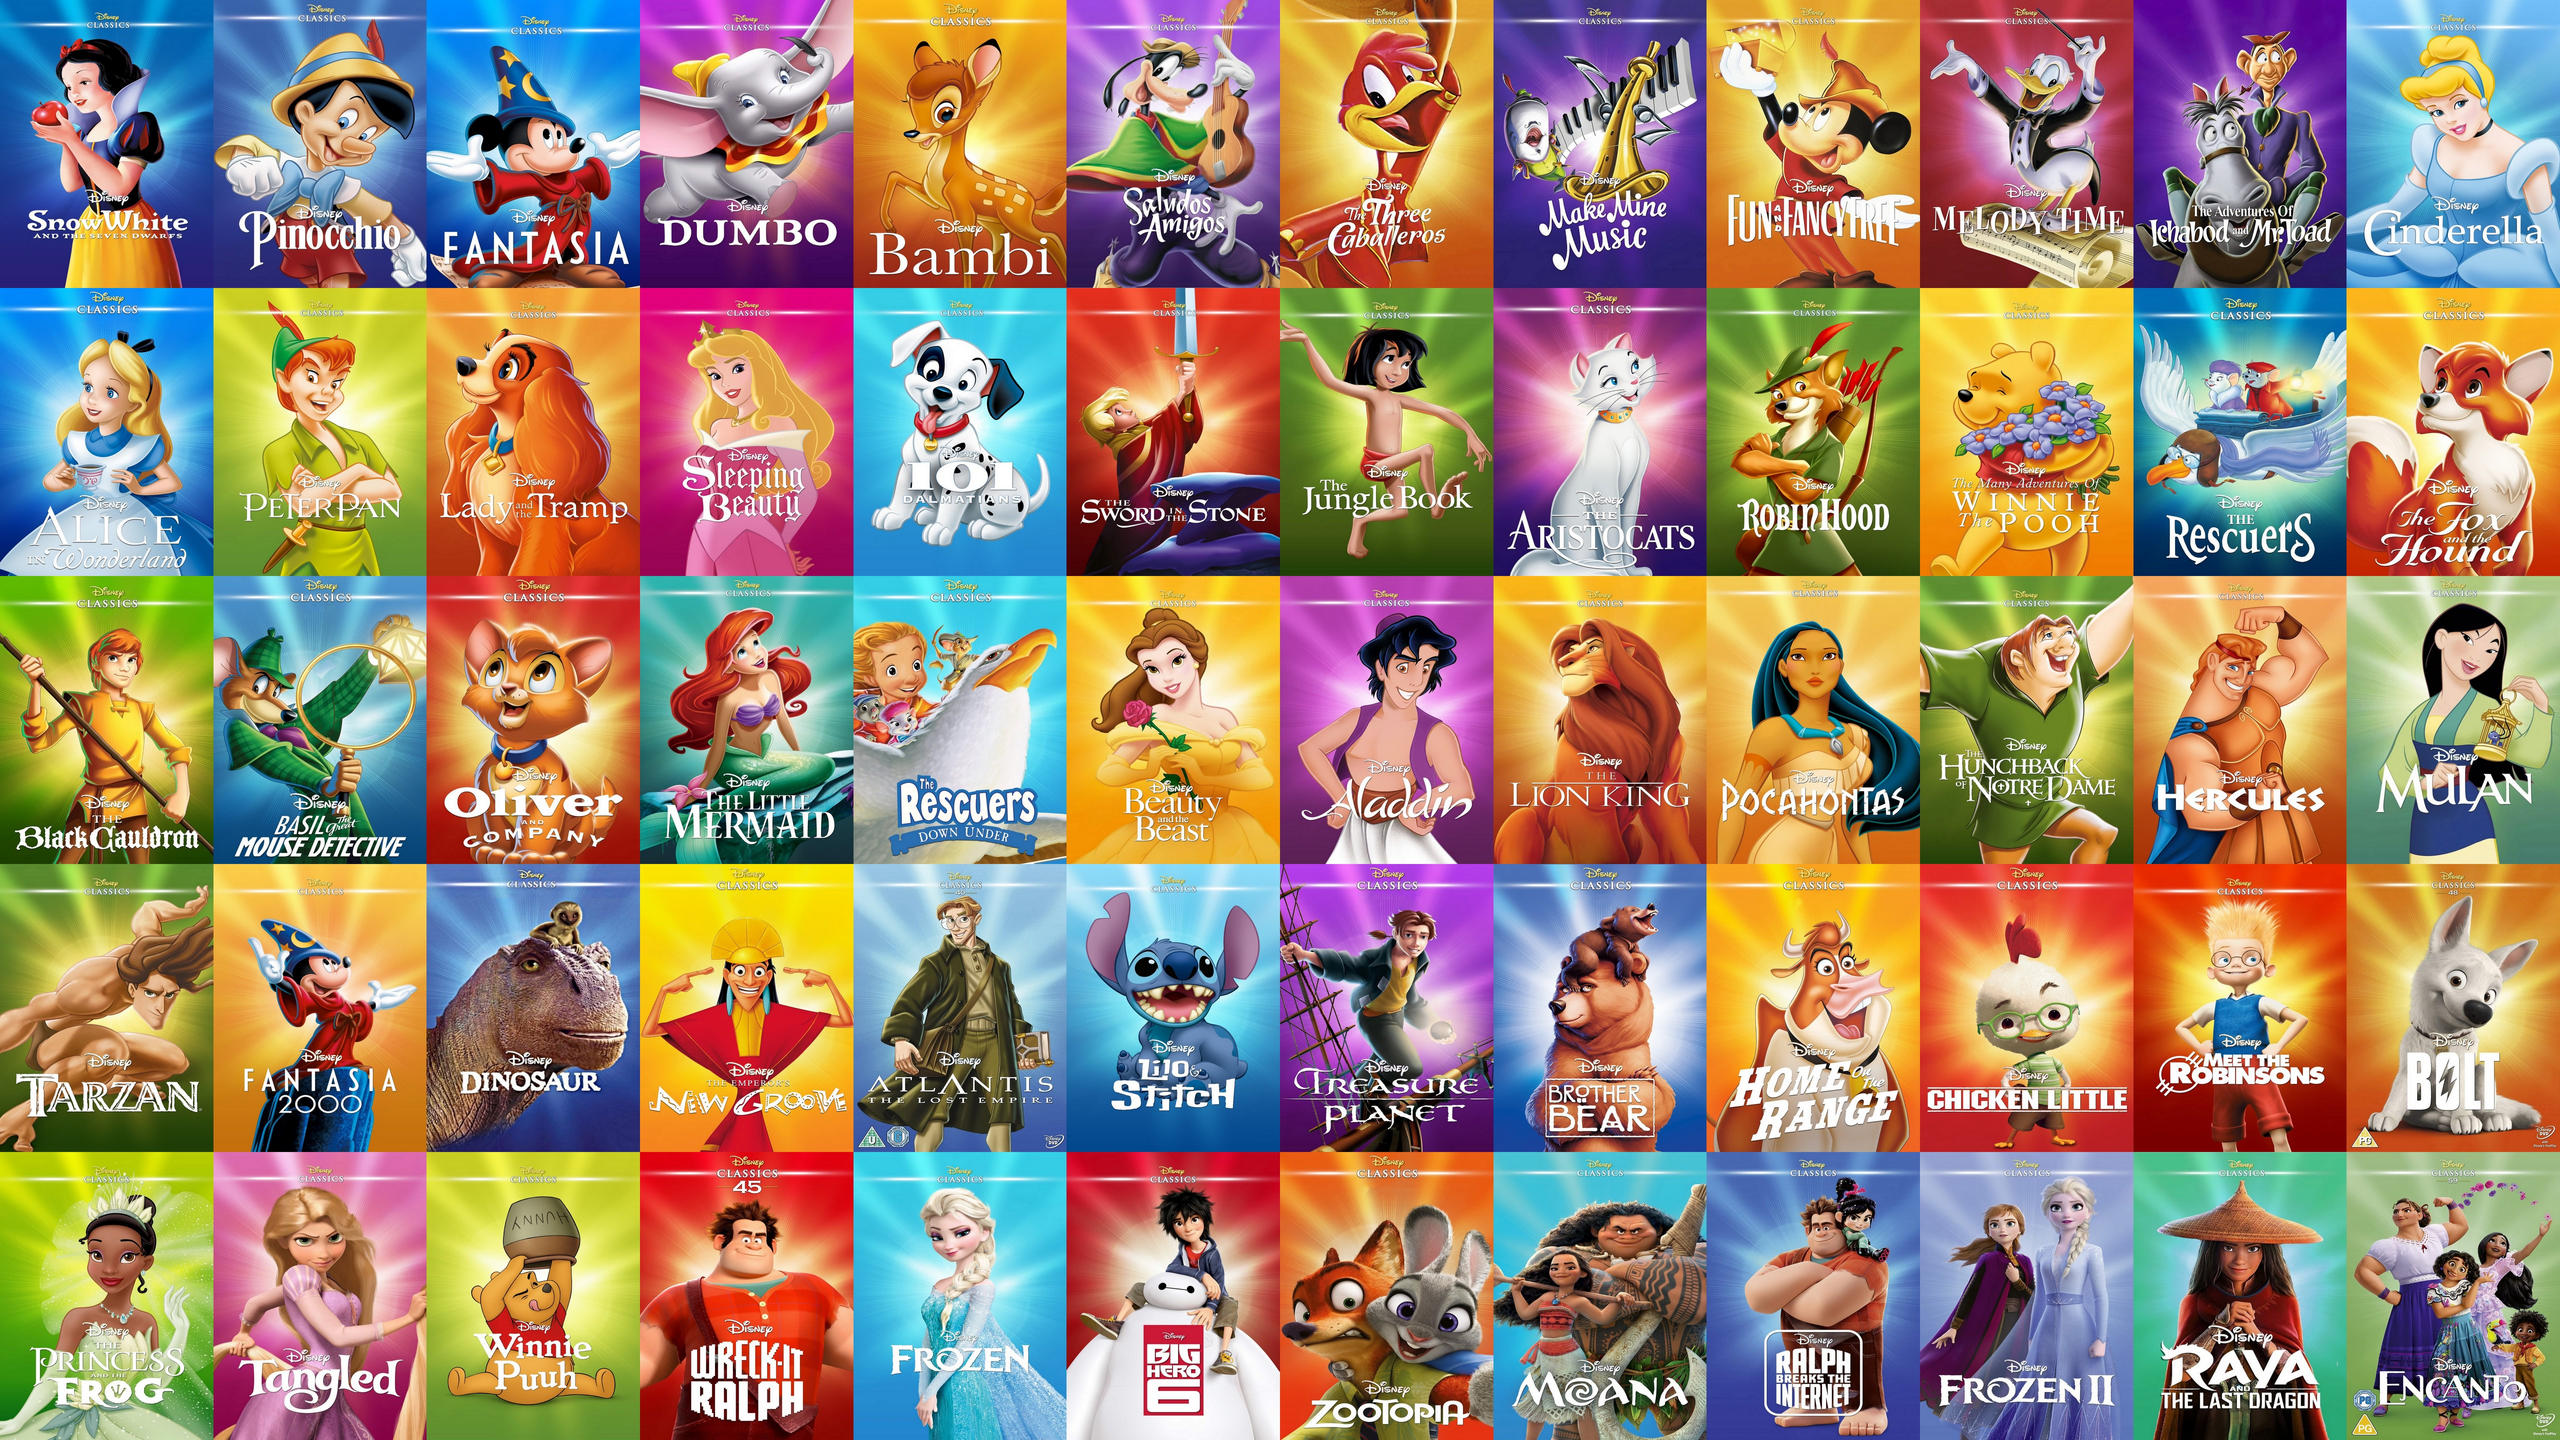 Disney
CLASSICS
Disney
SNOW WHITE
AND THE SEVEN DWARFS
Disney
CLASSICS
Disney
Pinocchio
Disney
CLASSICS
Disney
FANTASIA
Disney
CLASSICS
Disney
DUMBO
Disney
CLASSICS
Disney
Bambi
Disney
CLASSICS
Disney
Saludos
Amigos
Disney
CLASSICS
Disney
The Three
Caballeros
Disney
CLASSICS
Disney
Make Mine
Music
Disney
CLASSICS
Disney
FUN AND FANCY FREE
Disney
CLASSICS
Disney
MELODY TIME
The Adventures Of
Ichabod and Mr. Toad
Disney
CLASSICS
Disney
Cinderella
Disney
CLASSICS
Disney
ALICE
IN Wonderland
Disney
CLASSICS
Disney
PETER PAN
Disney
CLASSICS
Disney
Lady and the Tramp
Disney
CLASSICS
Disney
Sleeping
Beauty
Disney
CLASSICS
Disney
101
DALMATIANS
Disney
CLASSICS
Disney
THE
SWORD IN THE STONE
Disney
CLASSICS
Disney
The
Jungle Book
Disney
CLASSICS
Disney
THE
ARISTOCATS
Disney
CLASSICS
Disney
ROBIN HOOD
Disney
CLASSICS
Disney
The Many Adventures Of
WINNIE
The POOH
Disney
CLASSICS
Disney
THE
RESCUERS
Disney
CLASSICS
Disney
The Fox
and the
Hound
Disney
CLASSICS
Disney
THE
Black Cauldron
Disney
CLASSICS
Disney
BASIL The Great
MOUSE DETECTIVE
Disney
CLASSICS
Disney
Oliver
AND
COMPANY
Disney
CLASSICS
Disney
THE LITTLE
MERMAID
Disney
CLASSICS
The
Rescuers
DOWN UNDER
Disney
CLASSICS
Disney
Beauty
and the
Beast
Disney
CLASSICS
Disney
Aladdin
Disney
CLASSICS
Disney
THE
LION KING
Disney
CLASSICS
Disney
POCAHONTAS
Disney
CLASSICS
Disney
THE
HUNCHBACK
OF NOTRE DAME
Disney
CLASSICS
Disney
HERCULES
Disney
CLASSICS
Disney
MULAN
Disney
CLASSICS
Disney
TARZAN
Disney
CLASSICS
Disney
FANTASIA
2000
Disney
CLASSICS
Disney
DINOSAUR
Disney
CLASSICS
Disney
THE EMPEROR'S
NEW GROOVE
Disney
CLASSICS
40
Disney
ATLANTIS
THE LOST EMPIRE
U
Disney
DVD
Disney
CLASSICS
Disney
Lilo &
Stitch
Disney
CLASSICS
Disney
TREASURE
PLANET
Disney
CLASSICS
Disney
BROTHER
BEAR
Disney
CLASSICS
Disney
HOME On The
RANGE
Disney
CLASSICS
Disney
CHICKEN LITTLE
Disney
CLASSICS
Disney
MEET THE
ROBINSONS
Disney
CLASSICS
48
Disney
BOLT
PG
Disney
DVD
Disney
CLASSICS
Disney
THE
PRINCESS
AND THE
FROG
Disney
CLASSICS
Disney
Tangled
Disney
CLASSICS
HUNNY
Disney
Winnie
Puuh
Disney
CLASSICS
45
Disney
WRECK-IT
RALPH
Disney
CLASSICS
Disney
FROZEN
Disney
CLASSICS
Disney
BIG
HERO
6
Disney
CLASSICS
Disney
ZOOTOPIA
Disney
CLASSICS
Disney
MOANA
Disney
CLASSICS
Disney
RALPH
BREAKS THE
INTERNET
Disney
CLASSICS
Disney
FROZEN II
Disney
CLASSICS
Disney
RAYA
AND
THE LAST DRAGON
Disney
CLASSICS
59
Disney
ENCANTO
PG
PG
Disney
DVD